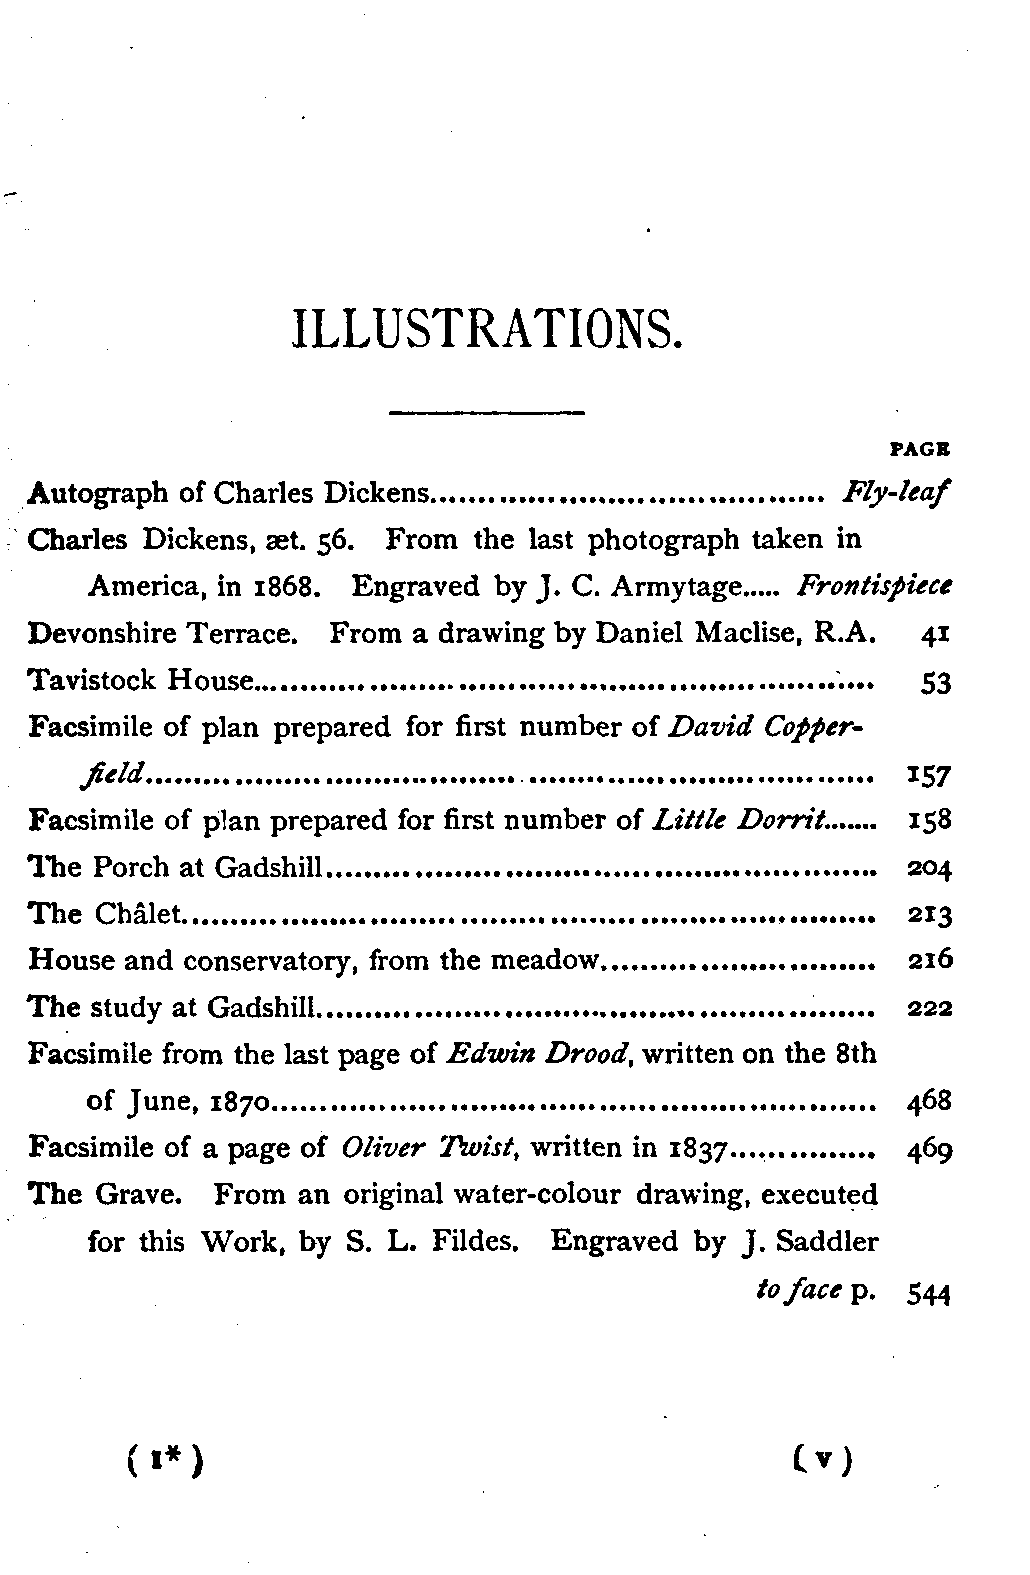 ILLUSTRATIONS.
PAGE
Autograph of Charles Dickens........................................ Fly-leaf
Charles Dickens, æt. 56. From the last photograph taken in
America, in 1868. Engraved by J. C. Armytage..... Frontispiece
Devonshire Terrace. From a drawing by Daniel Maclise, R.A. 41
Tavistock House.............................................................. 53
Facsimile of plan prepared for first number of David Copper-
field......................................................................... 157
Facsimile of plan prepared for first number of Little Dorrit....... 158
The Porch at Gadshill........................................................ 204
The Châlet...................................................................... 213
House and conservatory, from the meadow............................ 216
The study at Gadshill......................................................... 222
Facsimile from the last page of Edwin Drood, written on the 8th
of June, 1870............................................................. 468
Facsimile of a page of Oliver Twist, written in 1837............... 469
The Grave. From an original water-colour drawing, executed
for this Work, by S. L. Fildes. Engraved by J. Saddler
to face p. 544
( 1* ) ( v )